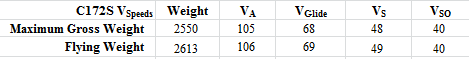 C172S VSpeeds Weight VA VGlide VS VSO
Maximum Gross Weight 2550 105 68 48 40
Flying Weight 2613 106 69 49 40